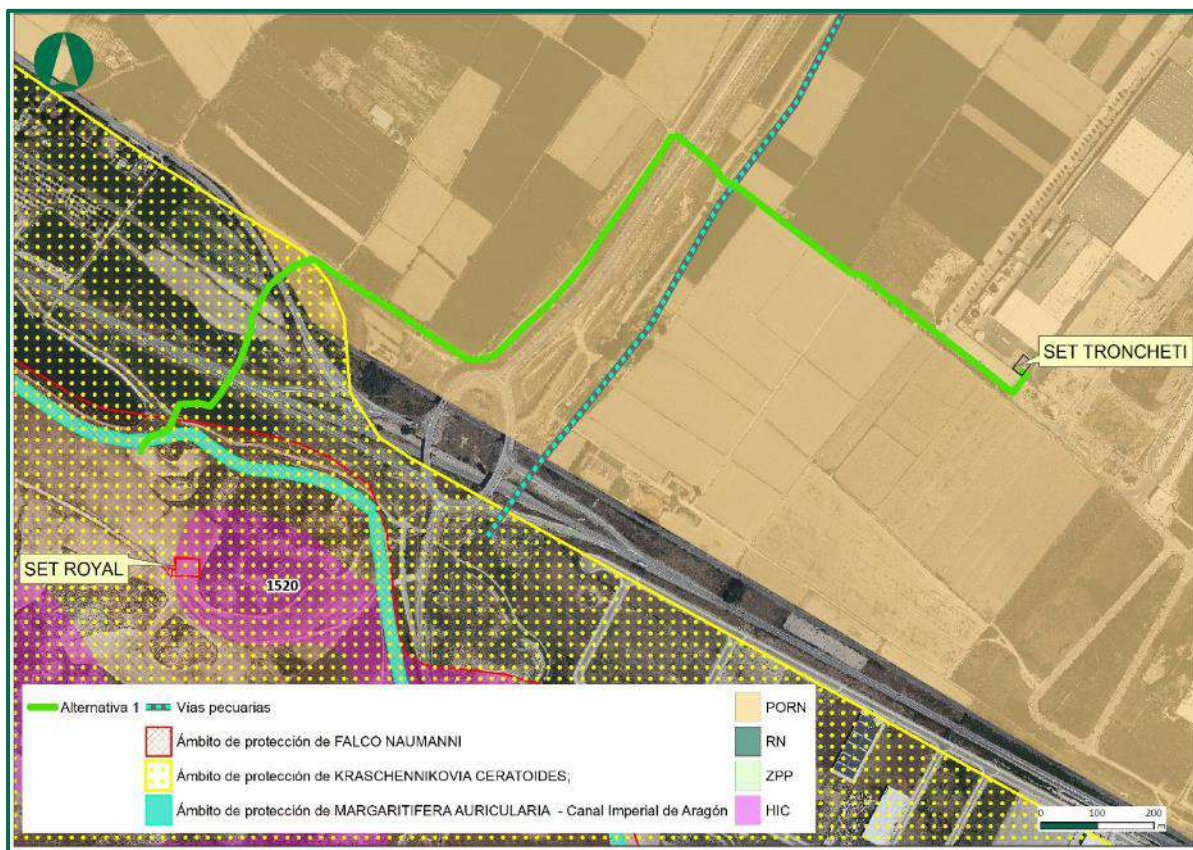 SET TRONCHETI
SET ROYAL
1520
Alternativa 1
Vías pecuarias
Ámbito de protección de FALCO NAUMANNI
Ámbito de protección de KRASCHENNIKOVIA CERATOIDES;
Ámbito de protección de MARGARITIFERA AURICULARIA - Canal Imperial de Aragón
PORN
RN
ZPP
HIC
0 100 200
m